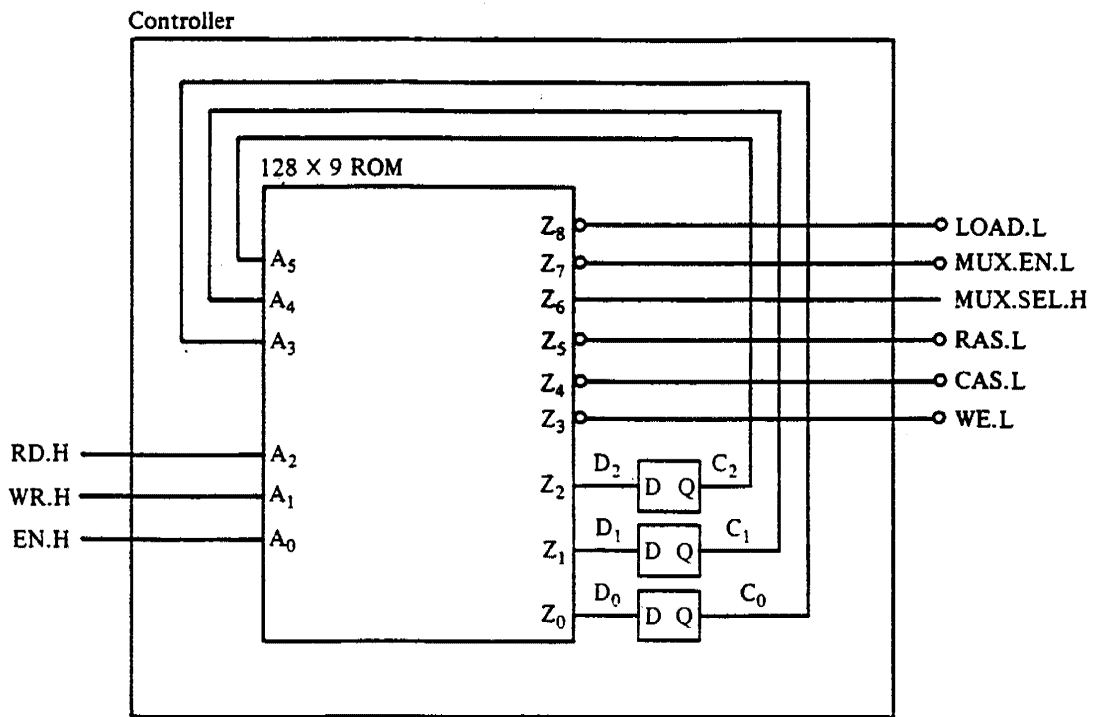 Controller
128 × 9 ROM
Z₈ LOAD.L
A₅ Z₇ MUX.EN.L
A₄ Z₆ MUX.SEL.H
A₃ Z₅ RAS.L
Z₄ CAS.L
Z₃ WE.L
RD.H A₂ D₂ C₂
WR.H A₁ Z₂ D Q
EN.H A₀ D₁ C₁
Z₁ D Q
D₀ C₀
Z₀ D Q